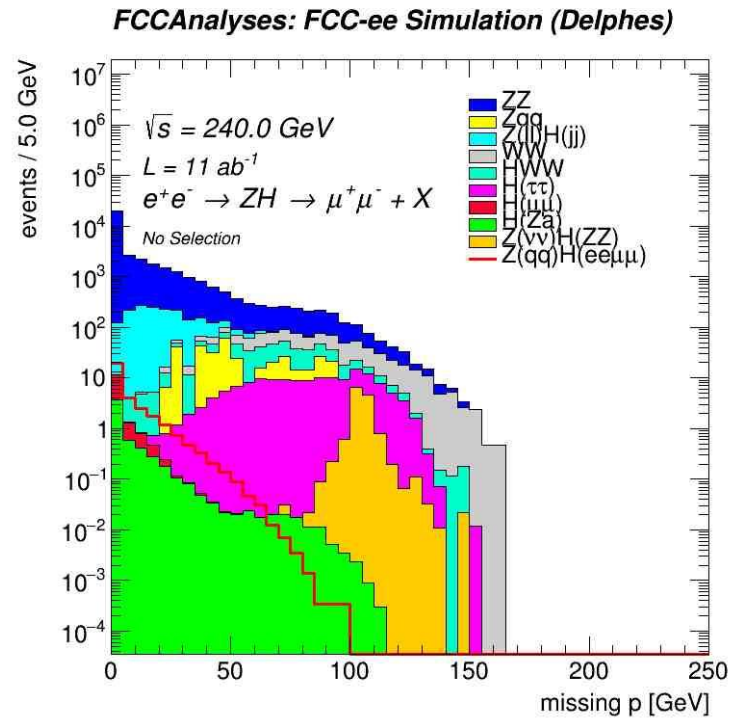 FCCAnalyses: FCC-ee Simulation (Delphes)
events / 5.0 GeV
10⁷
10⁶
10⁵
10⁴
10³
10²
10
1
10⁻¹
10⁻²
10⁻³
10⁻⁴
√s = 240.0 GeV
L = 11 ab⁻¹
e⁺e⁻ → ZH → μ⁺μ⁻ + X
No Selection
ZZ
Zqq
Z(ll)H(jj)
WW
HWW
H(ττ)
H(μμ)
H(Za)
Z(νν)H(ZZ)
Z(qq)H(eeμμ)
0 50 100 150 200 250
missing p [GeV]